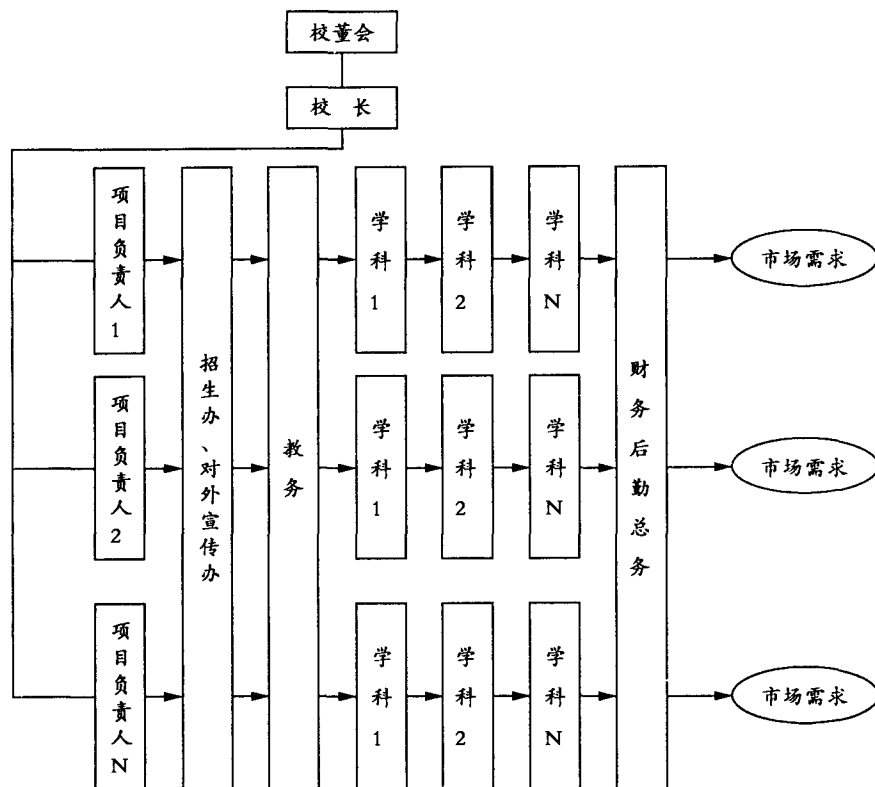 校董会
校 长
项目负责人1
招生办、对外宣传办
教务
学科1
学科2
学科N
财务后勤总务
市场需求
项目负责人2
学科1
学科2
学科N
市场需求
项目负责人N
学科1
学科2
学科N
市场需求